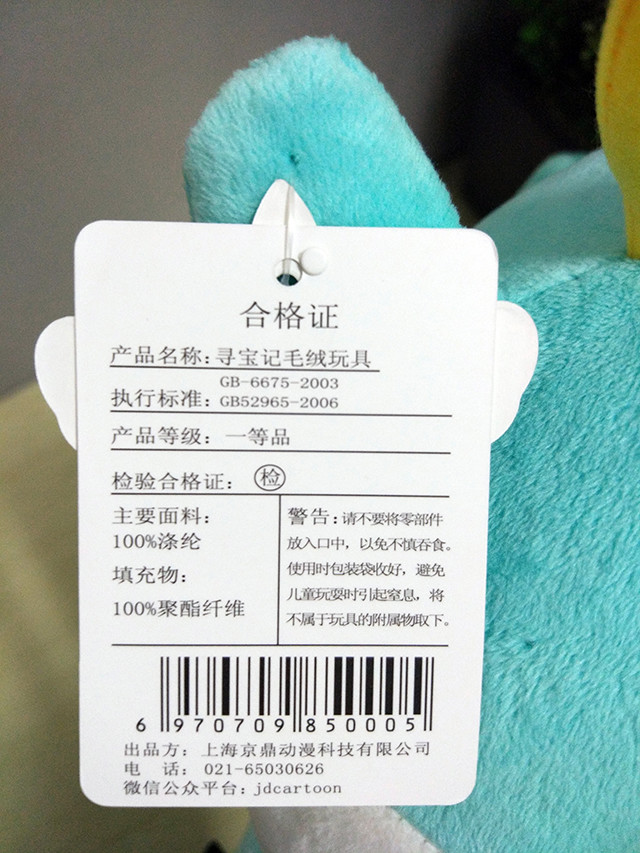 合格证
产品名称:寻宝记毛绒玩具
GB-6675-2003
执行标准: GB52965-2006
产品等级: 一等品
检验合格证: 检
主要面料:
100%涤纶
填充物:
100%聚酯纤维
警告:请不要将零部件
放入口中，以免不慎吞食。
使用时包装袋收好，避免
儿童玩耍时引起窒息，将
不属于玩具的附属物取下。
6 970709 850005
出品方: 上海京鼎动漫科技有限公司
电 话: 021-65030626
微信公众平台: jdcartoon